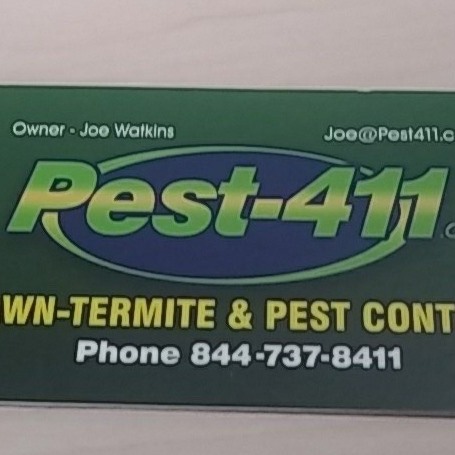 Owner - Joe Watkins
Joe@Pest411.c
Pest-411.
WN-TERMITE & PEST CONT
Phone 844-737-8411